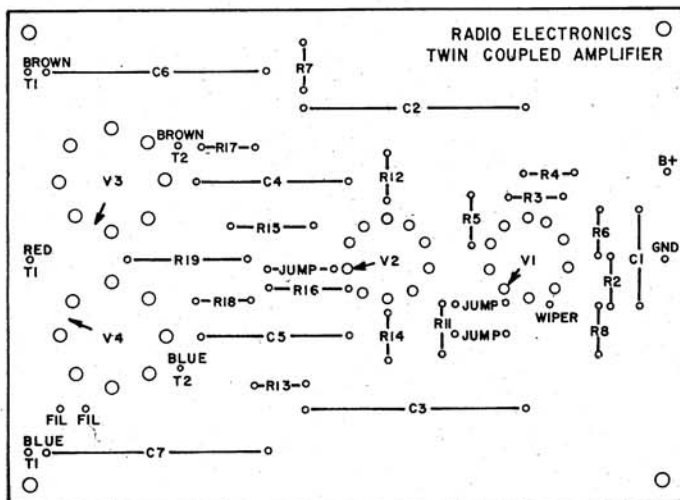 RADIO ELECTRONICS
TWIN COUPLED AMPLIFIER
BROWN
T1
C6
R7
C2
BROWN
T2
R17
B+
V3
C4
R12
R4
R3
R5
R15
R6
C1
GND
RED
T1
R19
JUMP
V2
V1
R2
R18
R16
JUMP
WIPER
V4
C5
R14
R11
JUMP
R8
BLUE
T2
R13
FIL
FIL
C3
BLUE
T1
C7